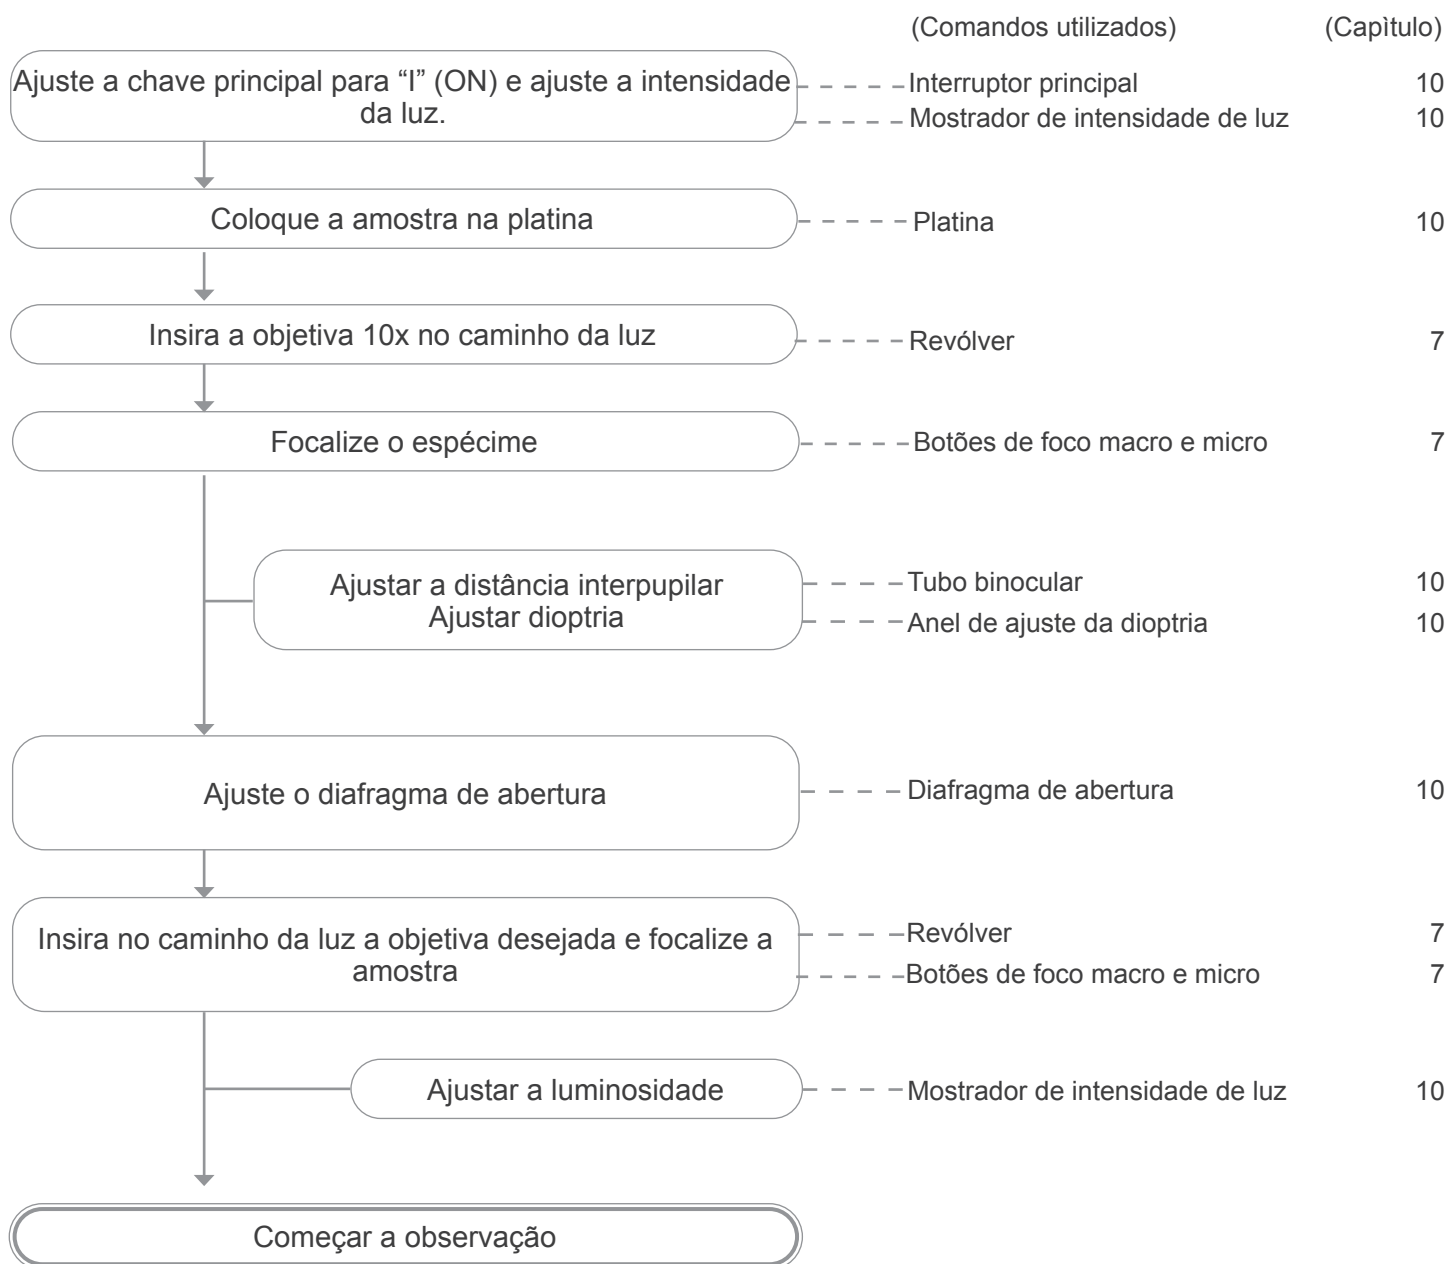 (Comandos utilizados) (Capìtulo)
Ajuste a chave principal para “I” (ON) e ajuste a intensidade
da luz.
Interruptor principal 10
Mostrador de intensidade de luz 10
Coloque a amostra na platina
Platina 10
Insira a objetiva 10x no caminho da luz
Revólver 7
Focalize o espécime
Botões de foco macro e micro 7
Ajustar a distância interpupilar
Ajustar dioptria
Tubo binocular 10
Anel de ajuste da dioptria 10
Ajuste o diafragma de abertura
Diafragma de abertura 10
Insira no caminho da luz a objetiva desejada e focalize a
amostra
Revólver 7
Botões de foco macro e micro 7
Ajustar a luminosidade
Mostrador de intensidade de luz 10
Começar a observação